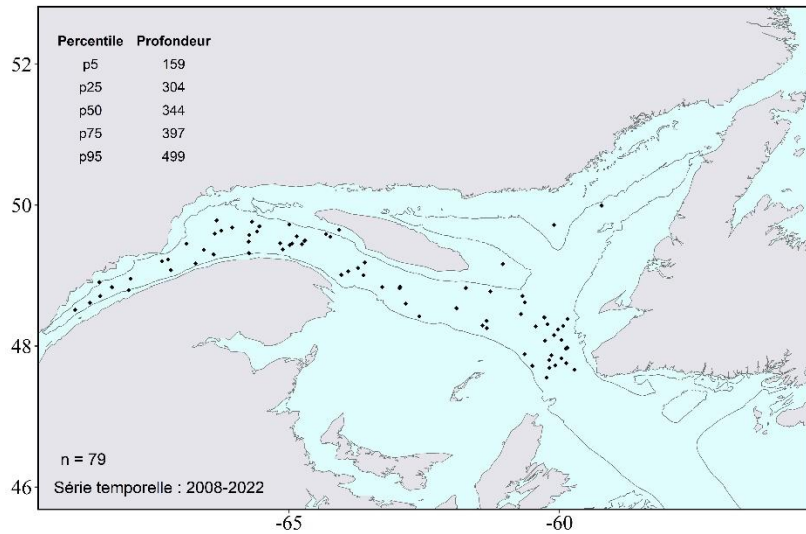 Percentile Profondeur
p5 159
p25 304
p50 344
p75 397
p95 499
52
50
48
46
n = 79
Série temporelle : 2008-2022
-65 -60